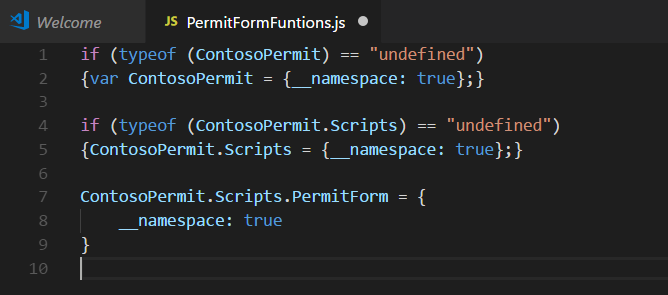 Welcome
JS PermitFormFuntions.js
1 if (typeof (ContosoPermit) == "undefined")
2 {var ContosoPermit = {__namespace: true};}
3
4 if (typeof (ContosoPermit.Scripts) == "undefined")
5 {ContosoPermit.Scripts = {__namespace: true};}
6
7 ContosoPermit.Scripts.PermitForm = {
8     __namespace: true
9 }
10